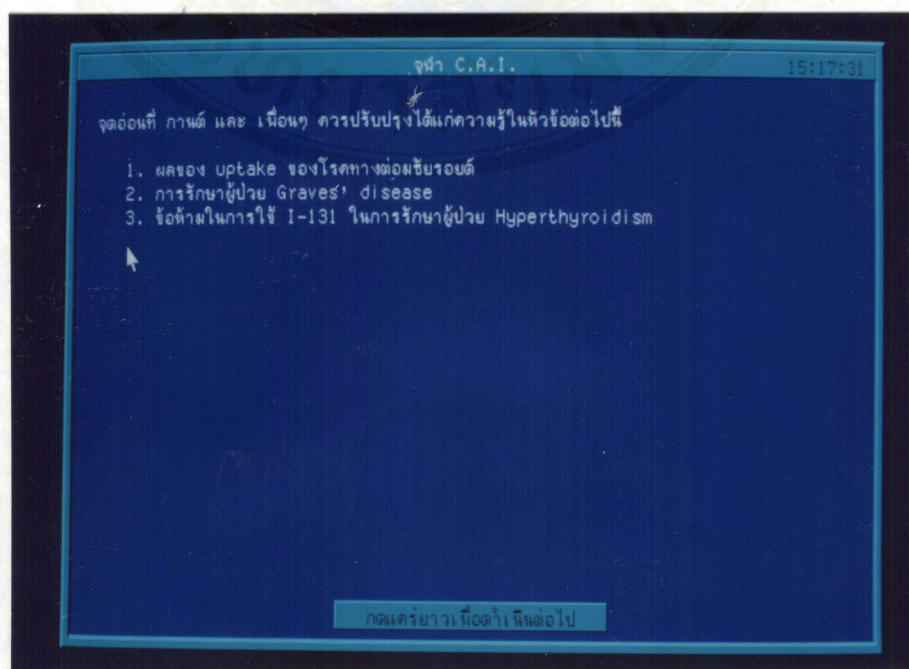 จุฬา C.A.I.
15:17:31
จุดอ่อนที่ กานต์ และ เพื่อนๆ ควรปรับปรุงได้แก่ความรู้ในหัวข้อต่อไปนี้
1. ผลของ uptake ของโรคทางต่อมธัยรอยด์
2. การรักษาผู้ป่วย Graves' disease
3. ข้อห้ามในการใช้ I-131 ในการรักษาผู้ป่วย Hyperthyroidism
กดแคร่ยาวเพื่อดำเนินต่อไป